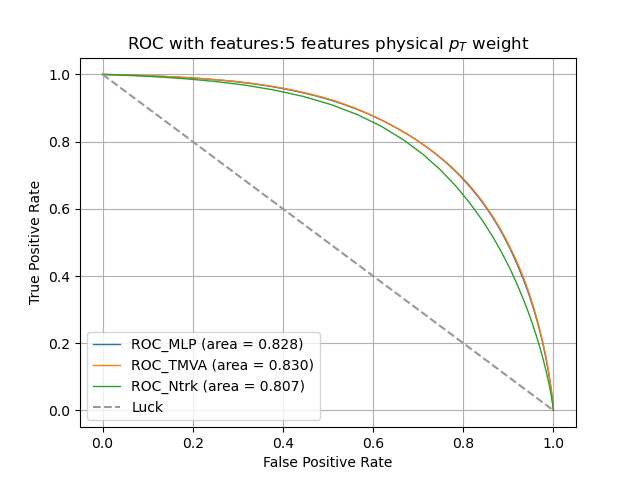 ROC with features:5 features physical p_T weight
1.0
0.8
0.6
0.4
0.2
0.0
True Positive Rate
ROC_MLP (area = 0.828)
ROC_TMVA (area = 0.830)
ROC_Ntrk (area = 0.807)
Luck
0.0 0.2 0.4 0.6 0.8 1.0
False Positive Rate